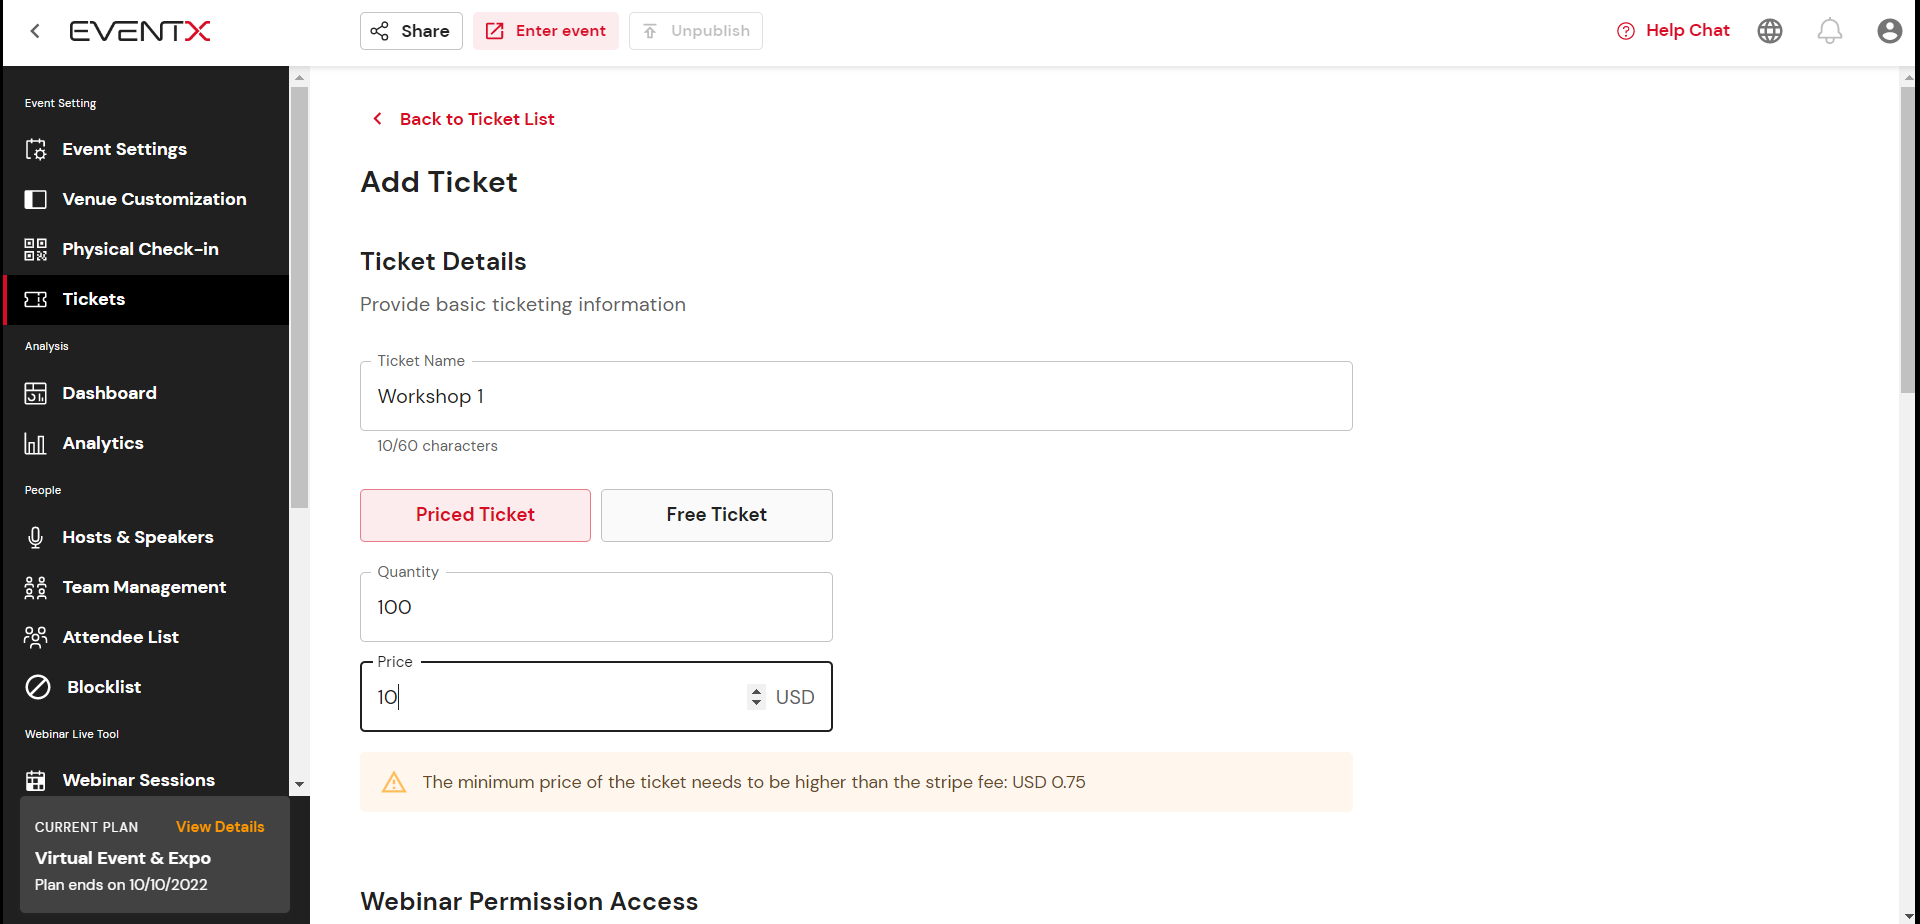 EVENTX
Share
Enter event
Unpublish
Help Chat
Event Setting
Event Settings
Venue Customization
Physical Check-in
Tickets
Analysis
Dashboard
Analytics
People
Hosts & Speakers
Team Management
Attendee List
Blocklist
Webinar Live Tool
Webinar Sessions
CURRENT PLAN View Details
Virtual Event & Expo
Plan ends on 10/10/2022
Back to Ticket List
Add Ticket
Ticket Details
Provide basic ticketing information
Ticket Name
Workshop 1
10/60 characters
Priced Ticket
Free Ticket
Quantity
100
Price
10 USD
The minimum price of the ticket needs to be higher than the stripe fee: USD 0.75
Webinar Permission Access